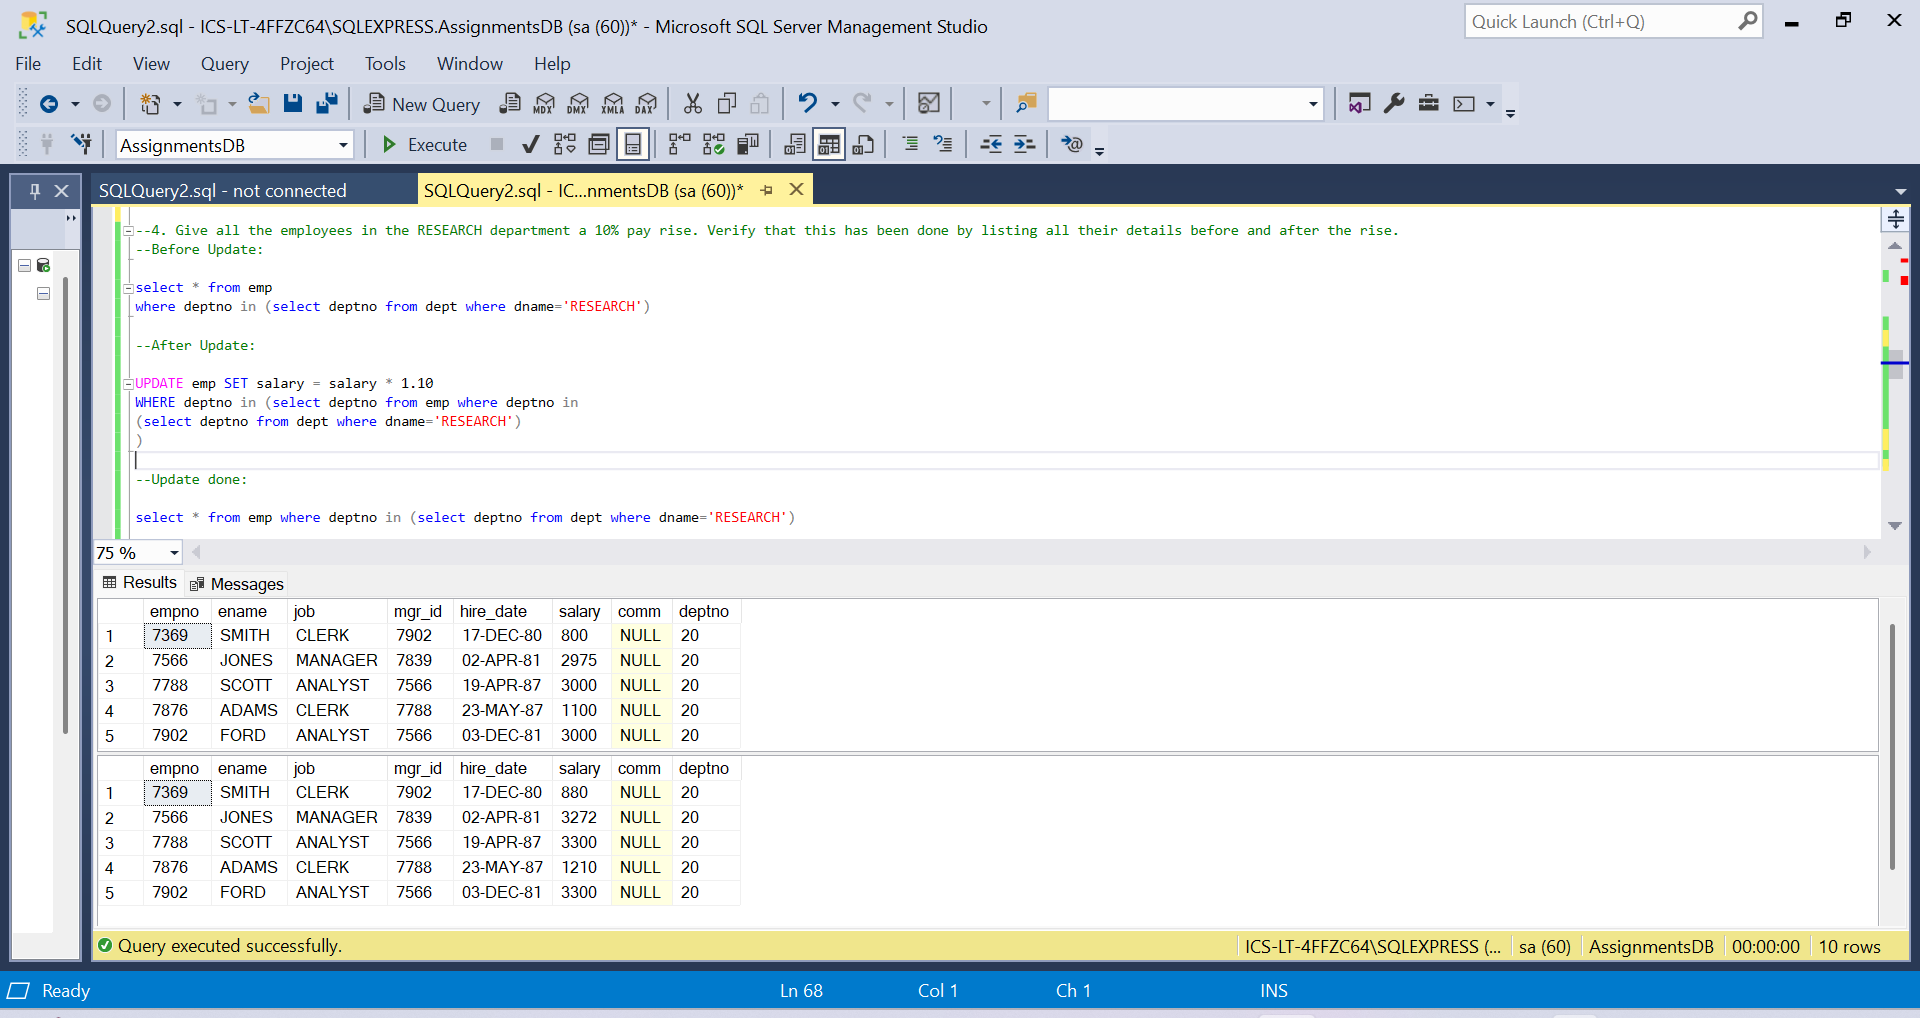 SQLQuery2.sql - ICS-LT-4FFZC64\SQLEXPRESS.AssignmentsDB (sa (60))* - Microsoft SQL Server Management Studio
Quick Launch (Ctrl+Q)
File Edit View Query Project Tools Window Help
New Query MDX DMX XMLA DAX
AssignmentsDB Execute
SQLQuery2.sql - not connected
SQLQuery2.sql - IC...nmentsDB (sa (60))*
--4. Give all the employees in the RESEARCH department a 10% pay rise. Verify that this has been done by listing all their details before and after the rise.
--Before Update:
select * from emp
where deptno in (select deptno from dept where dname='RESEARCH')
--After Update:
UPDATE emp SET salary = salary * 1.10
WHERE deptno in (select deptno from emp where deptno in
(select deptno from dept where dname='RESEARCH')
)
--Update done:
select * from emp where deptno in (select deptno from dept where dname='RESEARCH')
75 %
Results Messages
empno ename job mgr_id hire_date salary comm deptno
1 7369 SMITH CLERK 7902 17-DEC-80 800 NULL 20
2 7566 JONES MANAGER 7839 02-APR-81 2975 NULL 20
3 7788 SCOTT ANALYST 7566 19-APR-87 3000 NULL 20
4 7876 ADAMS CLERK 7788 23-MAY-87 1100 NULL 20
5 7902 FORD ANALYST 7566 03-DEC-81 3000 NULL 20
empno ename job mgr_id hire_date salary comm deptno
1 7369 SMITH CLERK 7902 17-DEC-80 880 NULL 20
2 7566 JONES MANAGER 7839 02-APR-81 3272 NULL 20
3 7788 SCOTT ANALYST 7566 19-APR-87 3300 NULL 20
4 7876 ADAMS CLERK 7788 23-MAY-87 1210 NULL 20
5 7902 FORD ANALYST 7566 03-DEC-81 3300 NULL 20
Query executed successfully. ICS-LT-4FFZC64\SQLEXPRESS (... sa (60) AssignmentsDB 00:00:00 10 rows
Ready Ln 68 Col 1 Ch 1 INS